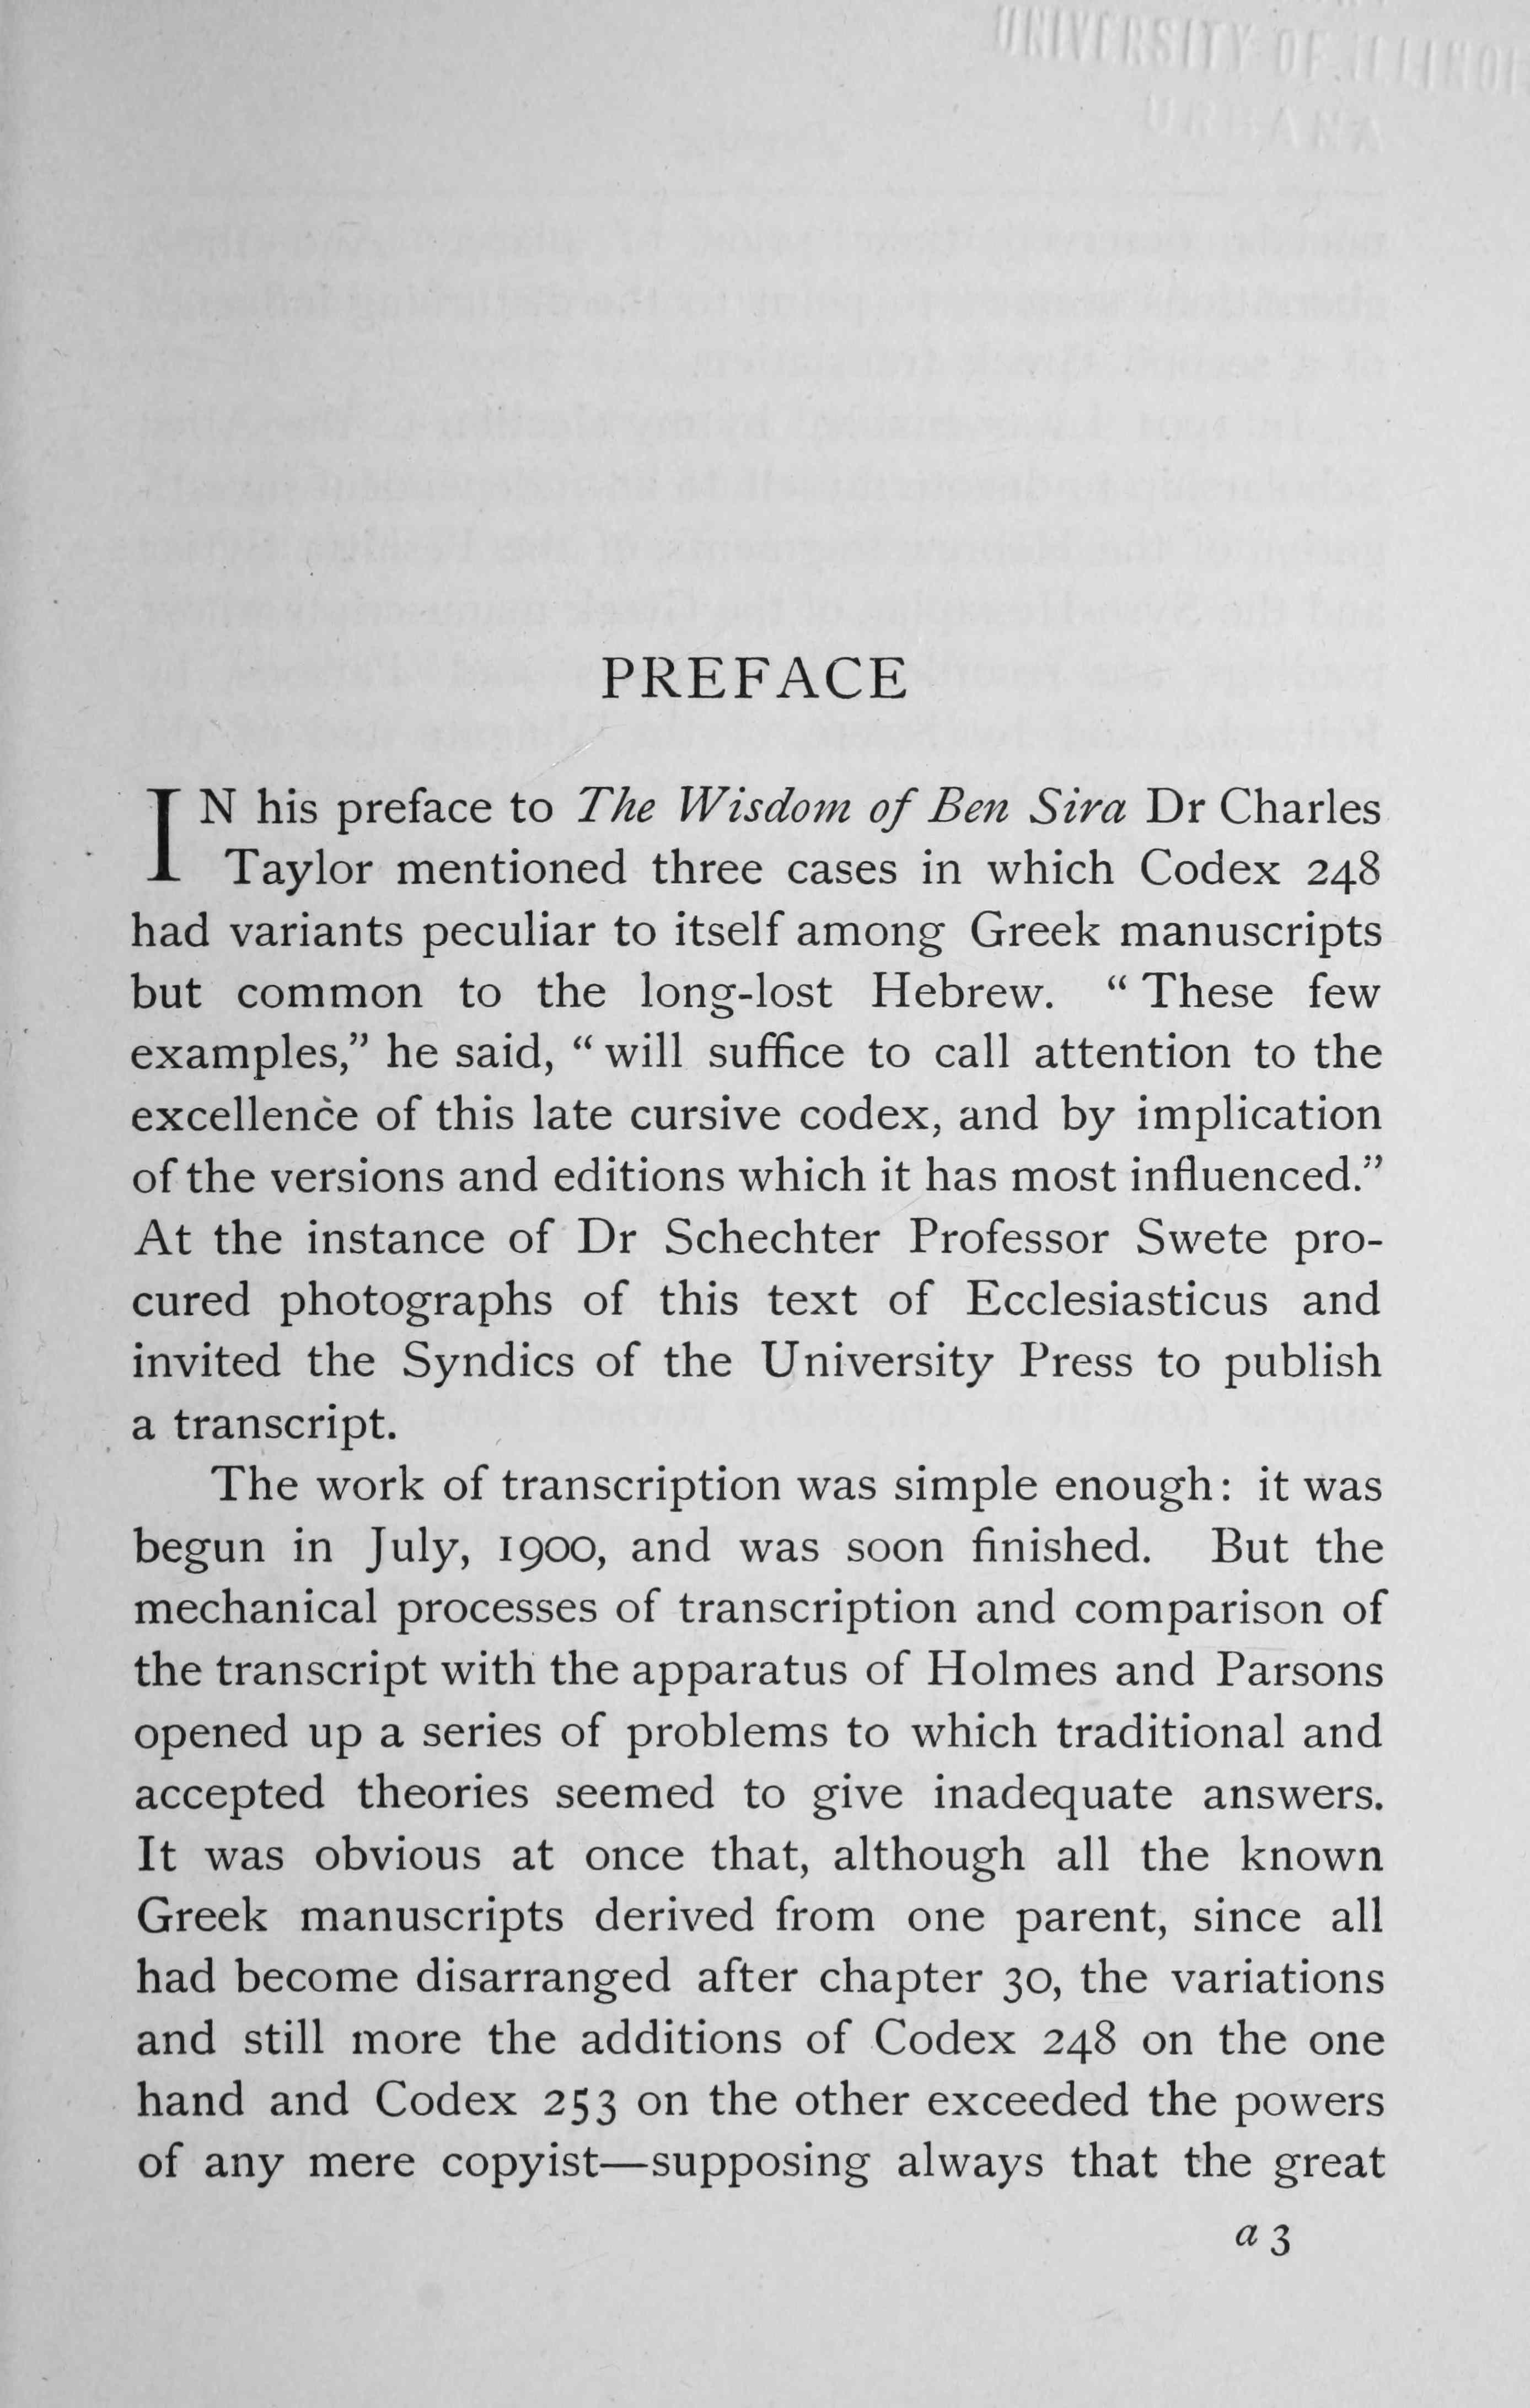 UNIVERSITY OF ILLINOI
URBANA
PREFACE
IN his preface to The Wisdom of Ben Sira Dr Charles
Taylor mentioned three cases in which Codex 248
had variants peculiar to itself among Greek manuscripts
but common to the long-lost Hebrew. “These few
examples,” he said, “will suffice to call attention to the
excellence of this late cursive codex, and by implication
of the versions and editions which it has most influenced.”
At the instance of Dr Schechter Professor Swete pro-
cured photographs of this text of Ecclesiasticus and
invited the Syndics of the University Press to publish
a transcript.
The work of transcription was simple enough: it was
begun in July, 1900, and was soon finished. But the
mechanical processes of transcription and comparison of
the transcript with the apparatus of Holmes and Parsons
opened up a series of problems to which traditional and
accepted theories seemed to give inadequate answers.
It was obvious at once that, although all the known
Greek manuscripts derived from one parent, since all
had become disarranged after chapter 30, the variations
and still more the additions of Codex 248 on the one
hand and Codex 253 on the other exceeded the powers
of any mere copyist—supposing always that the great
a 3